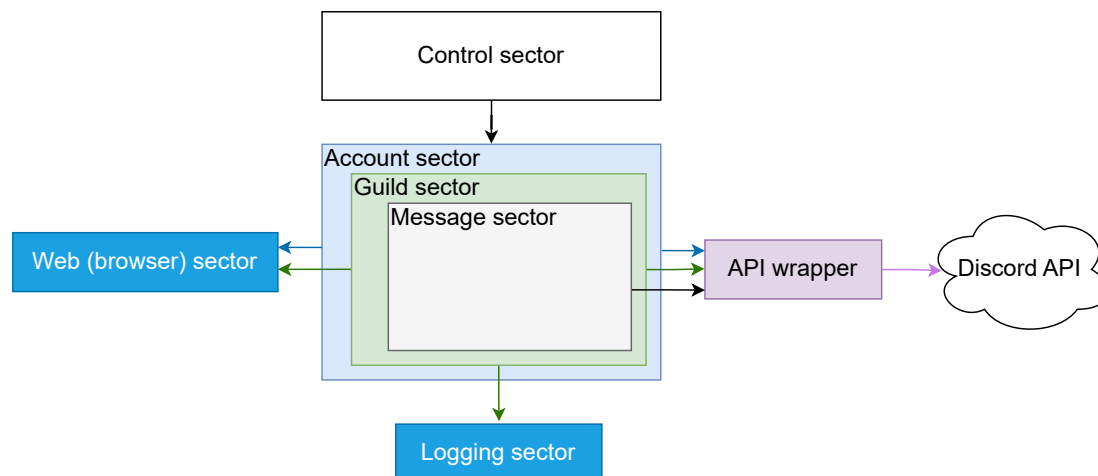 Control sector
Account sector
Guild sector
Message sector
Web (browser) sector
API wrapper
Discord API
Logging sector